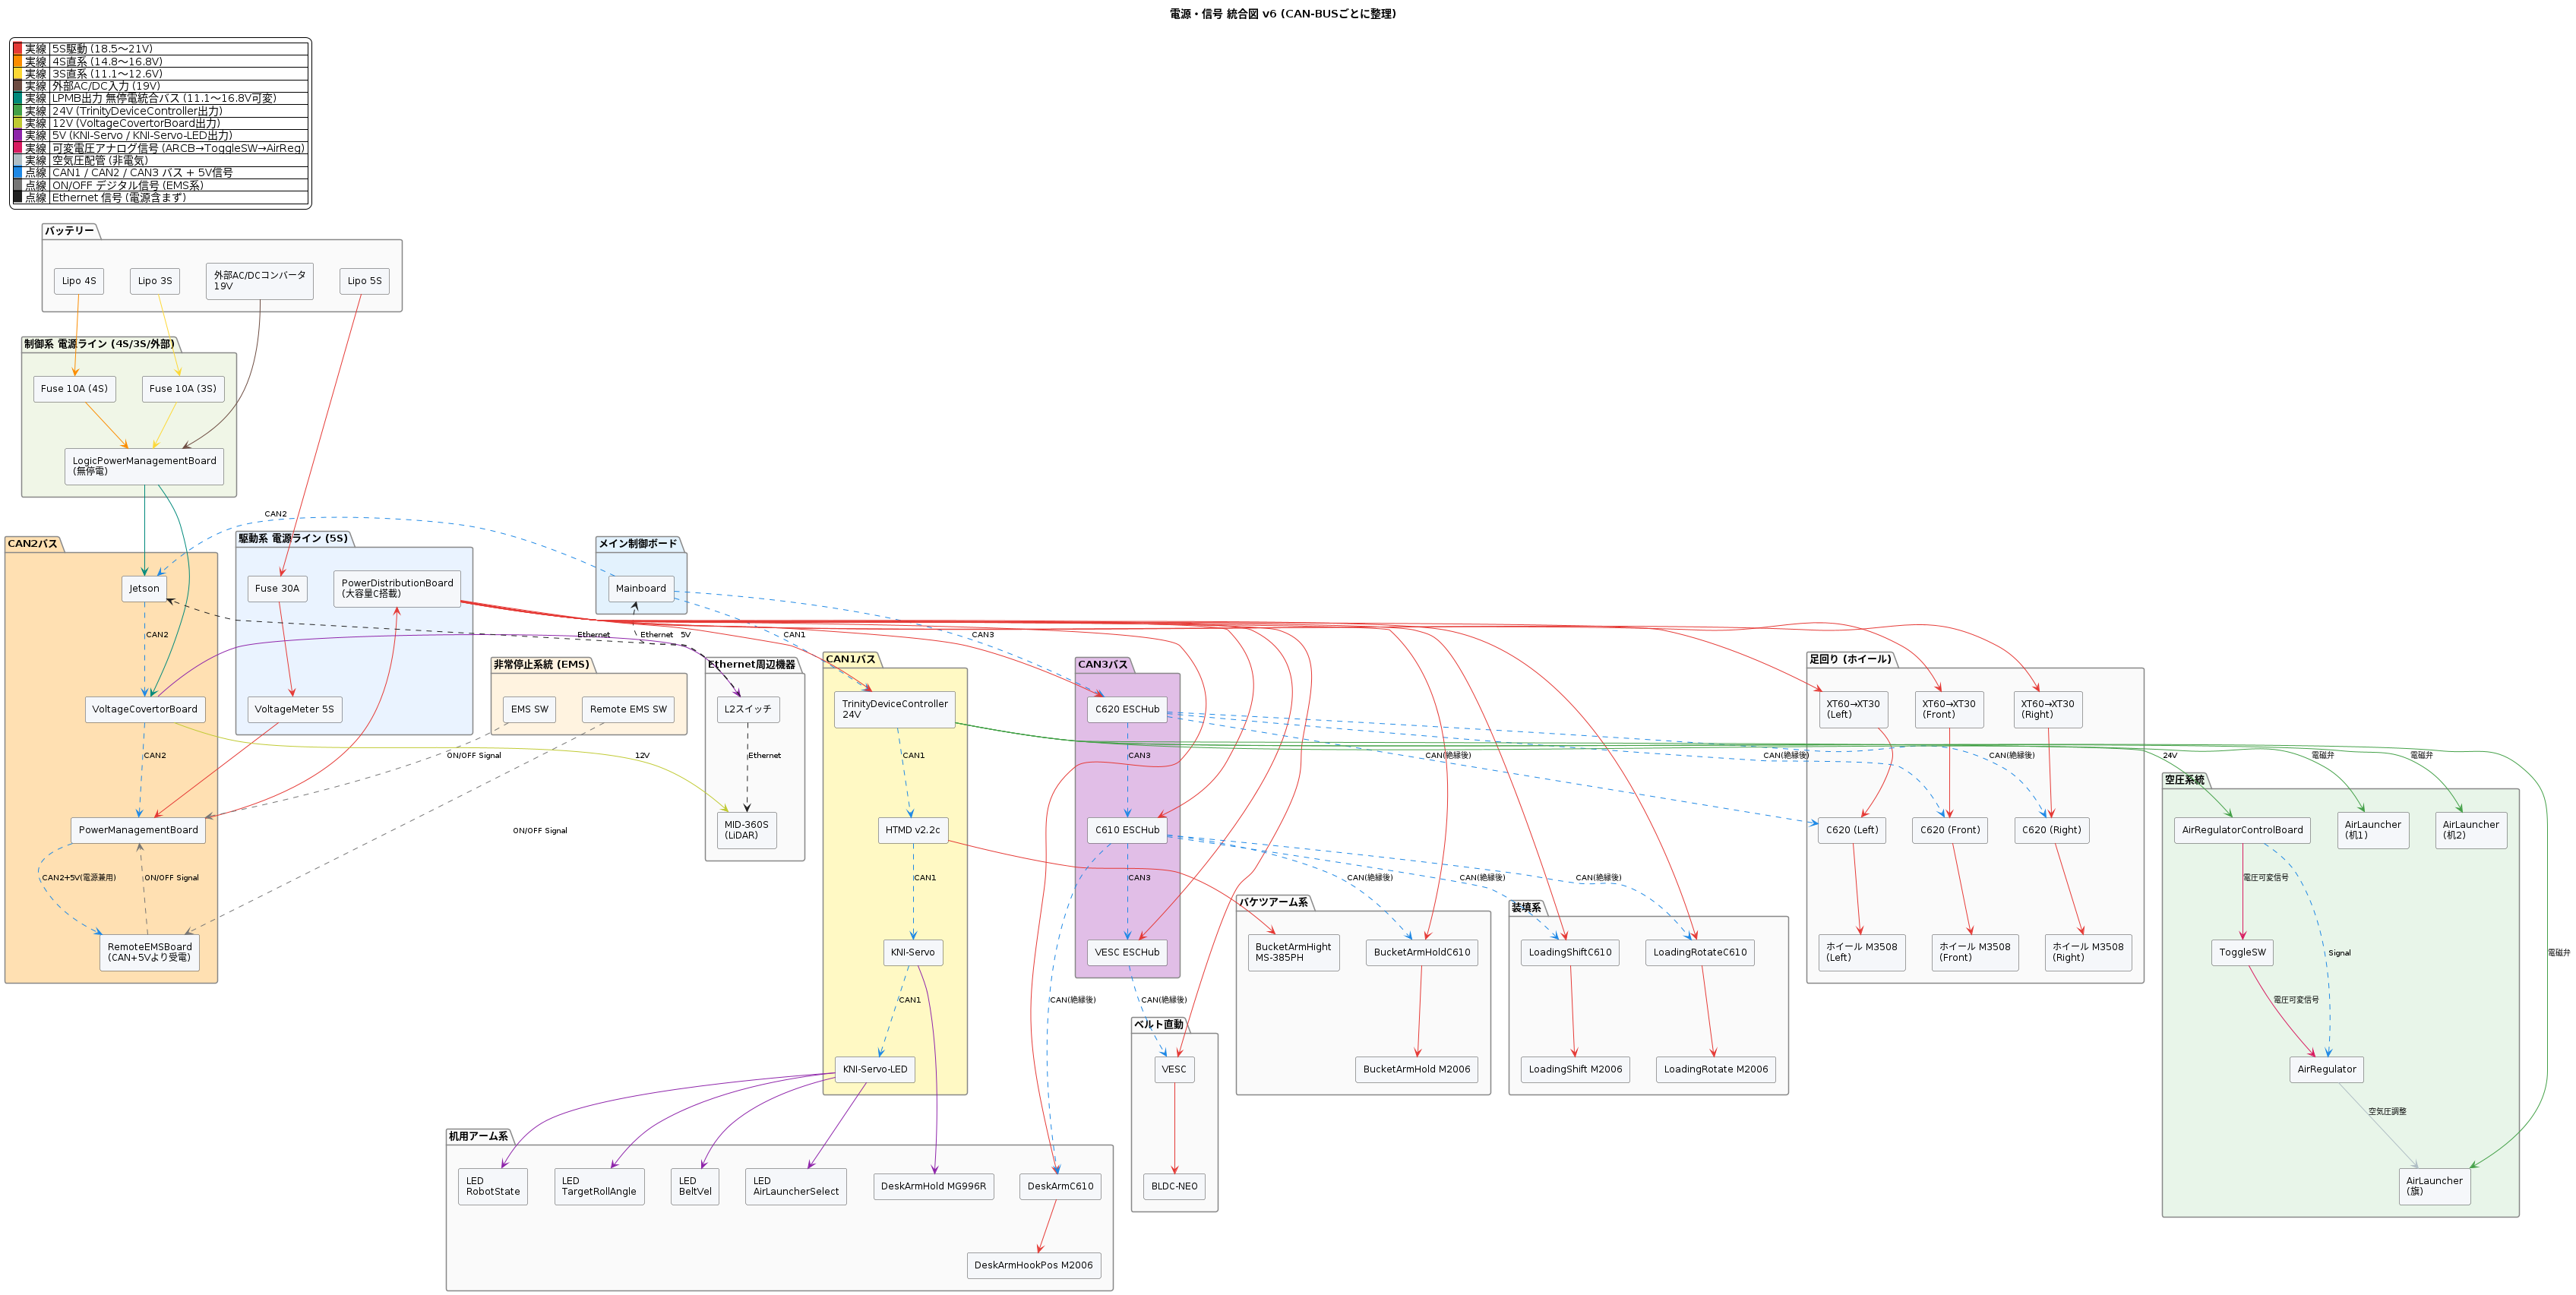 電源・信号 統合図 v6 (CAN-BUSごとに整理)
実線 5S駆動 (18.5～21V)
実線 4S直系 (14.8～16.8V)
実線 3S直系 (11.1～12.6V)
実線 外部AC/DC入力 (19V)
実線 LPMB出力 無停電統合バス (11.1～16.8V可変)
実線 24V (TrinityDeviceController出力)
実線 12V (VoltageCovertorBoard出力)
実線 5V (KNI-Servo / KNI-Servo-LED出力)
実線 可変電圧アナログ信号 (ARCB→ToggleSW→AirReg)
実線 空気圧配管 (非電気)
点線 CAN1 / CAN2 / CAN3 バス + 5V信号
点線 ON/OFF デジタル信号 (EMS系)
点線 Ethernet 信号 (電源含まず)
バッテリー
Lipo 4S
Lipo 3S
外部AC/DCコンバータ
19V
Lipo 5S
制御系 電源ライン (4S/3S/外部)
Fuse 10A (4S)
Fuse 10A (3S)
LogicPowerManagementBoard
(無停電)
CAN2
CAN2バス
Jetson
CAN2
VoltageCovertorBoard
CAN2
PowerManagementBoard
CAN2+5V(電源兼用)
ON/OFF Signal
RemoteEMSBoard
(CAN+5Vより受電)
駆動系 電源ライン (5S)
Fuse 30A
PowerDistributionBoard
(大容量C搭載)
VoltageMeter 5S
メイン制御ボード
Mainboard
Ethernet
Ethernet
5V
CAN1
CAN3
非常停止系統 (EMS)
EMS SW
Remote EMS SW
ON/OFF Signal
ON/OFF Signal
12V
Ethernet周辺機器
L2スイッチ
Ethernet
MID-360S
(LiDAR)
CAN1バス
TrinityDeviceController
24V
CAN1
HTMD v2.2c
CAN1
KNI-Servo
CAN1
KNI-Servo-LED
CAN3バス
C620 ESCHub
CAN3
C610 ESCHub
CAN3
VESC ESCHub
CAN(絶縁後)
CAN(絶縁後)
CAN(絶縁後)
CAN(絶縁後)
CAN(絶縁後)
CAN(絶縁後)
CAN(絶縁後)
CAN(絶縁後)
足回り (ホイール)
XT60→XT30
(Left)
XT60→XT30
(Front)
XT60→XT30
(Right)
C620 (Left)
C620 (Front)
C620 (Right)
ホイール M3508
(Left)
ホイール M3508
(Front)
ホイール M3508
(Right)
24V
電磁弁
電磁弁
電磁弁
空圧系統
AirRegulatorControlBoard
AirLauncher
(机1)
AirLauncher
(机2)
電圧可変信号
ToggleSW
Signal
電圧可変信号
AirRegulator
空気圧調整
AirLauncher
(旗)
バケツアーム系
BucketArmHight
MS-385PH
BucketArmHoldC610
BucketArmHold M2006
装填系
LoadingShiftC610
LoadingRotateC610
LoadingShift M2006
LoadingRotate M2006
ベルト直動
VESC
BLDC-NEO
机用アーム系
LED
RobotState
LED
TargetRollAngle
LED
BeltVel
LED
AirLauncherSelect
DeskArmHold MG996R
DeskArmC610
DeskArmHookPos M2006